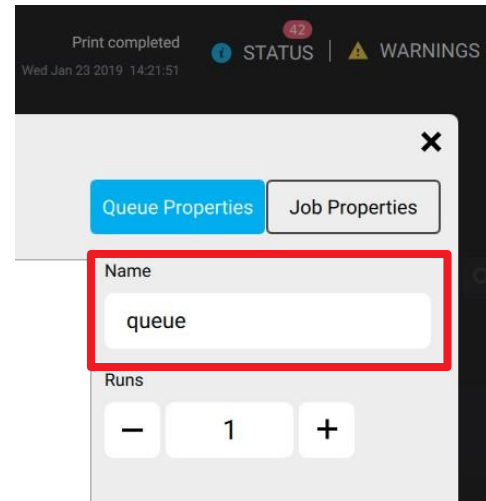 Print completed
Wed Jan 23 2019 14:21:51
42
STATUS
WARNINGS
Queue Properties
Job Properties
Name
queue
Runs
1